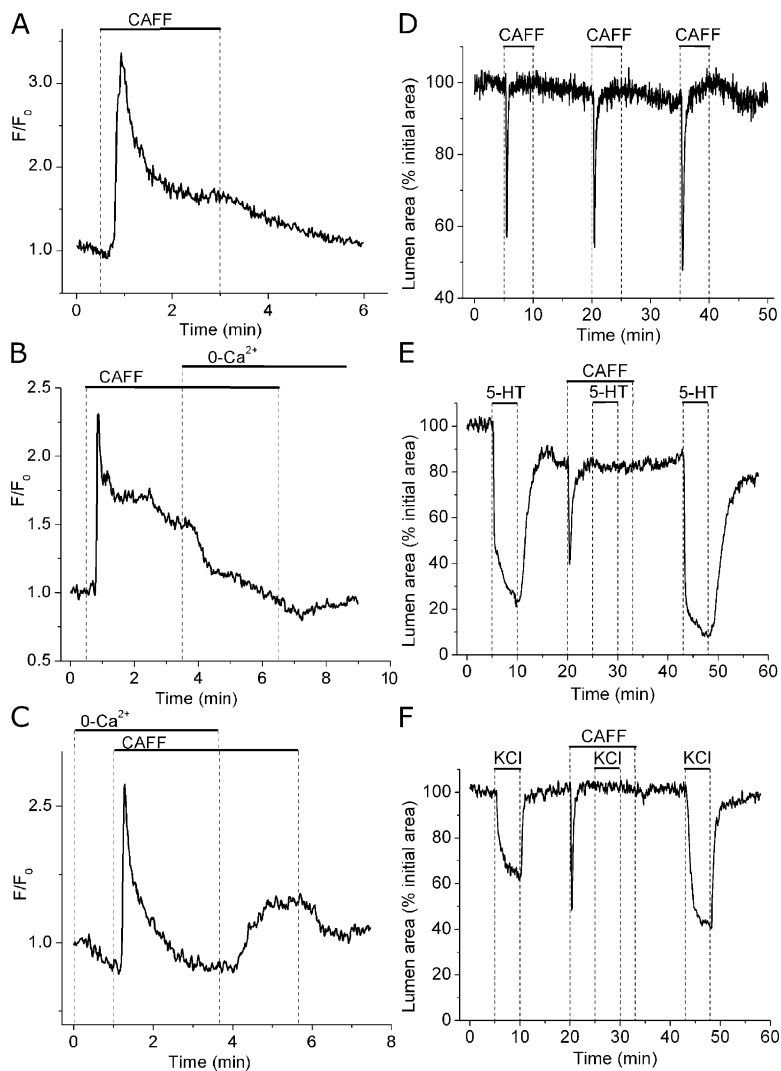 A
CAFF
F/F0
3.0
2.0
1.0
0 2 4 6
Time (min)
B
0-Ca2+
CAFF
F/F0
2.5
2.0
1.5
1.0
0.5
0 2 4 6 8 10
Time (min)
C
0-Ca2+
CAFF
F/F0
2.5
1.0
0 2 4 6 8
Time (min)
D
CAFF CAFF CAFF
Lumen area (% initial area)
100
80
60
40
0 10 20 30 40 50
Time (min)
E
CAFF
5-HT 5-HT 5-HT
Lumen area (% initial area)
100
80
60
40
20
0
0 10 20 30 40 50 60
Time (min)
F
CAFF
KCl KCl KCl
Lumen area (% initial area)
100
80
60
40
20
0
0 10 20 30 40 50 60
Time (min)